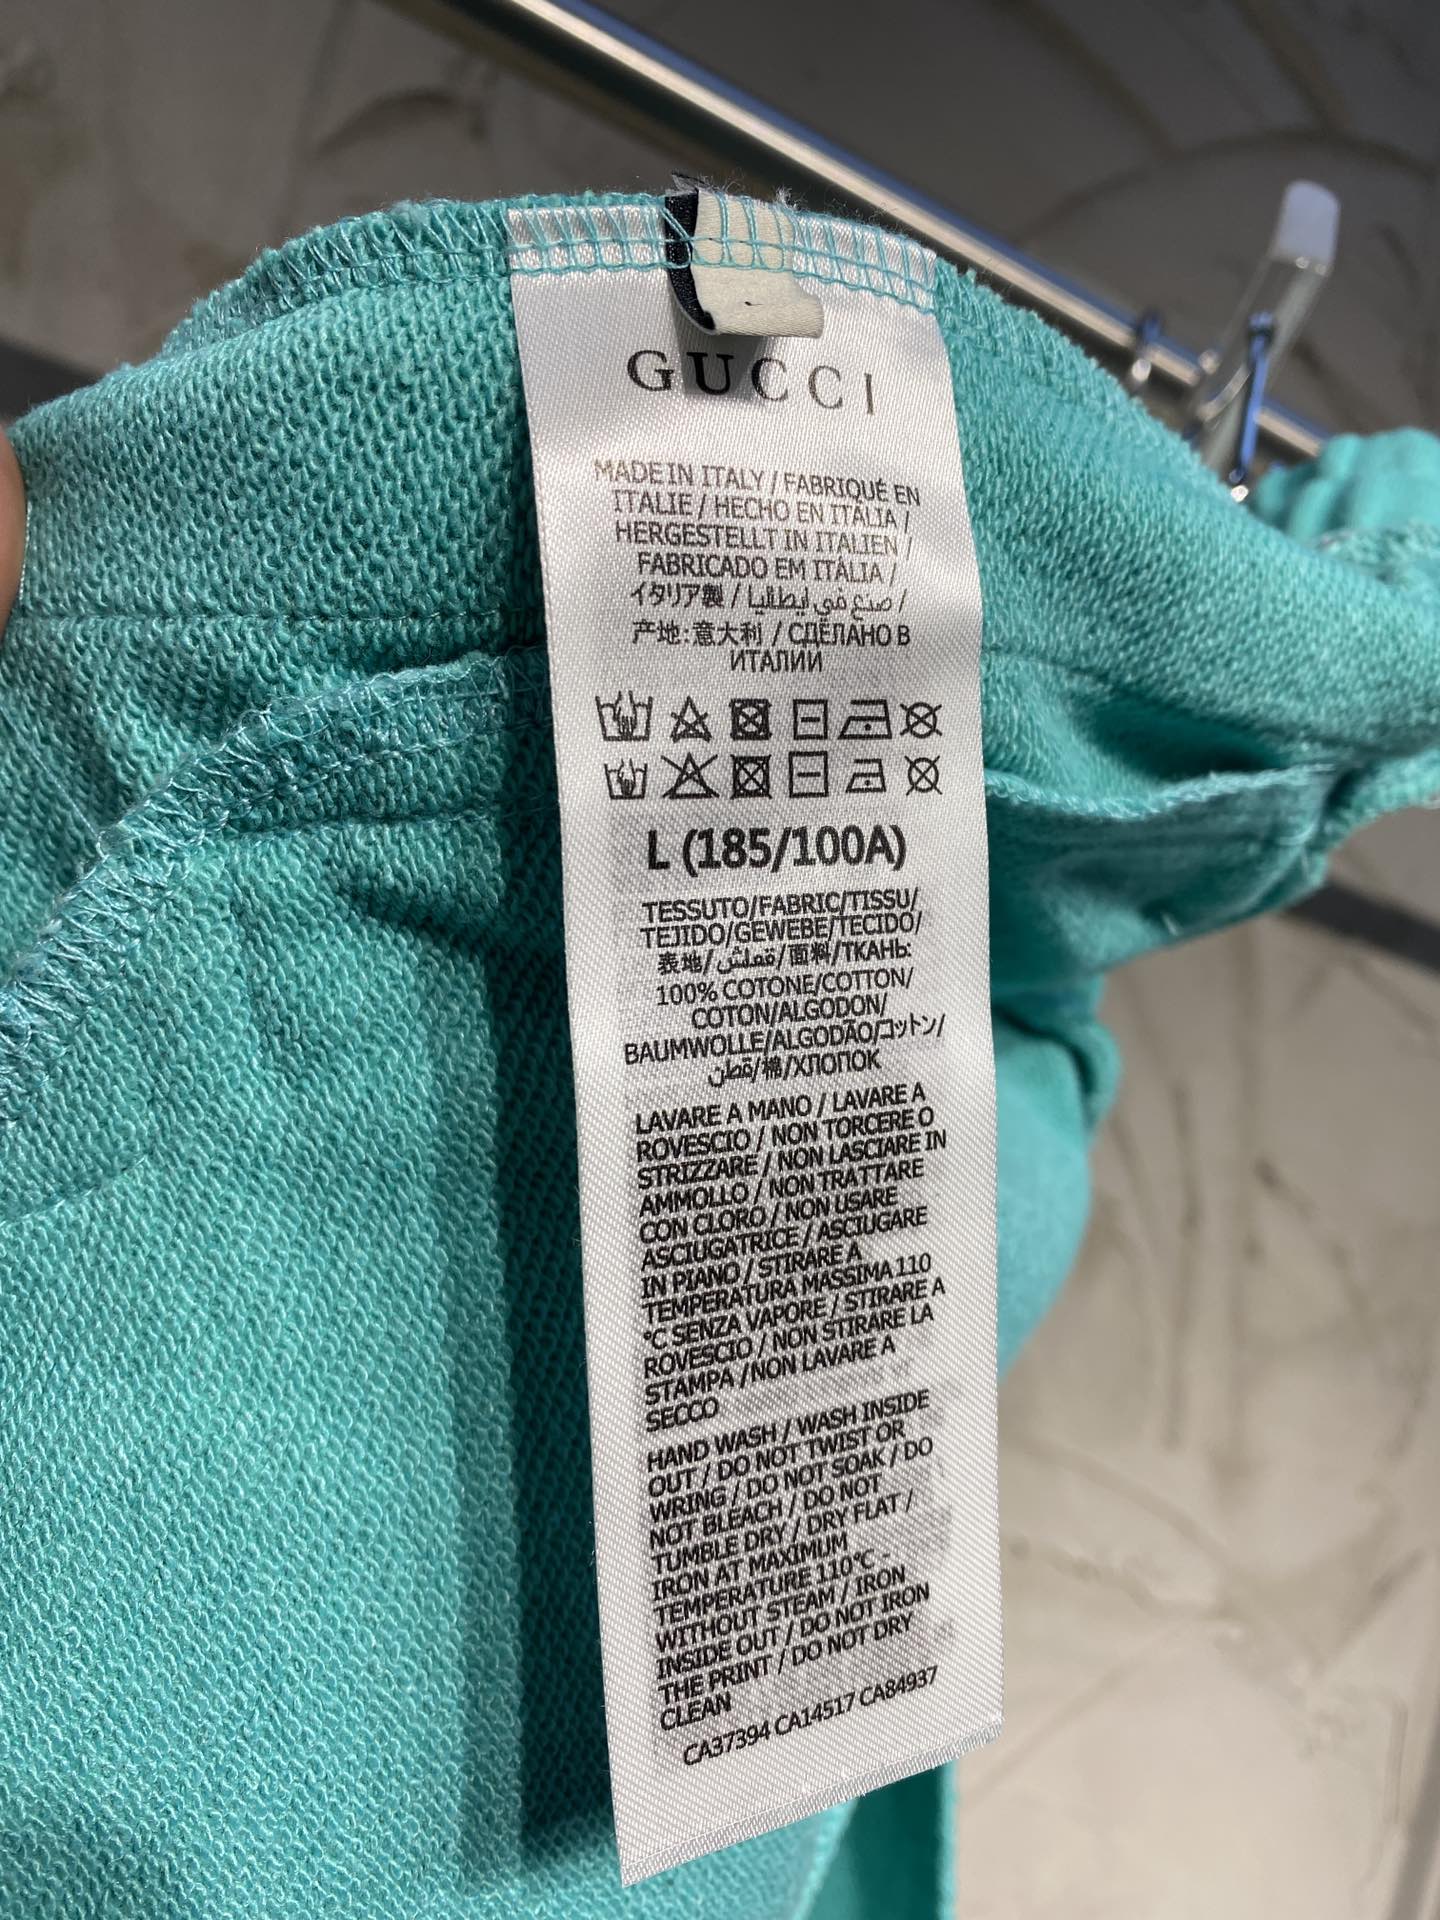 GUCCI
MADE IN ITALY / FABRIQUÉ EN
ITALIE / HECHO EN ITALIA /
HERGESTELLT IN ITALIEN /
FABRICADO EM ITÁLIA /
イタリア製 / صنع في إيطاليا /
产地:意大利 / СДЕЛАНО В
ИТАЛИИ
L (185/100A)
TESSUTO/FABRIC/TISSU/
TEJIDO/GEWEBE/TECIDO/
表地/قماش/面料/ТКАНЬ:
100% COTONE/COTTON/
COTON/ALGODON/
BAUMWOLLE/ALGODÃO/コットン/
قطن/棉/ХЛОПОК
LAVARE A MANO / LAVARE A
ROVESCIO / NON TORCERE O
STRIZZARE / NON LASCIARE IN
AMMOLLO / NON TRATTARE
CON CLORO / NON USARE
ASCIUGATRICE / ASCIUGARE
IN PIANO / STIRARE A
TEMPERATURA MASSIMA 110
°C SENZA VAPORE / STIRARE A
ROVESCIO / NON STIRARE LA
STAMPA /NON LAVARE A
SECCO
HAND WASH / WASH INSIDE
OUT / DO NOT TWIST OR
WRING / DO NOT SOAK / DO
NOT BLEACH / DO NOT
TUMBLE DRY / DRY FLAT /
IRON AT MAXIMUM
TEMPERATURE 110°C -
WITHOUT STEAM / IRON
INSIDE OUT / DO NOT IRON
THE PRINT / DO NOT DRY
CLEAN
CA37394 CA14517 CA84937